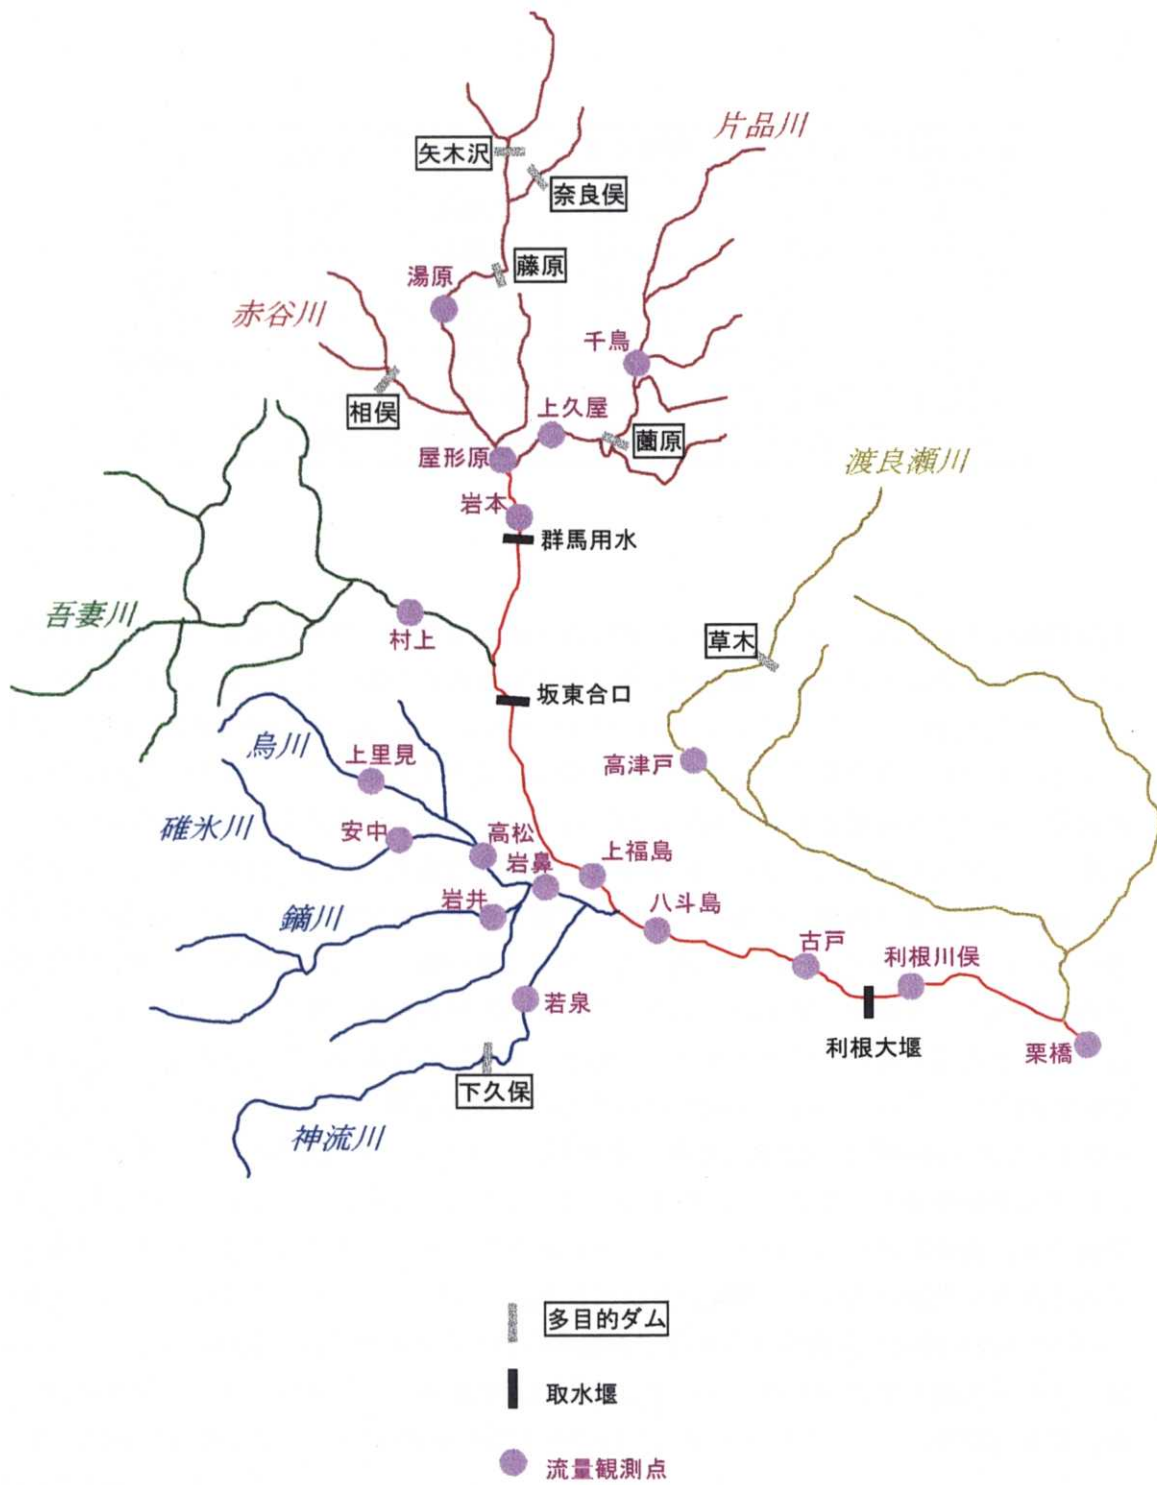 片品川
矢木沢
奈良俣
藤原
湯原
赤谷川
千鳥
相俣
上久屋
薗原
屋形原
渡良瀬川
岩本
群馬用水
吾妻川
村上
草木
坂東合口
烏川
上里見
高津戸
碓氷川
安中
高松
岩鼻
上福島
岩井
八斗島
鏑川
古戸
利根川俣
若泉
利根大堰
栗橋
下久保
神流川
多目的ダム
取水堰
流量観測点